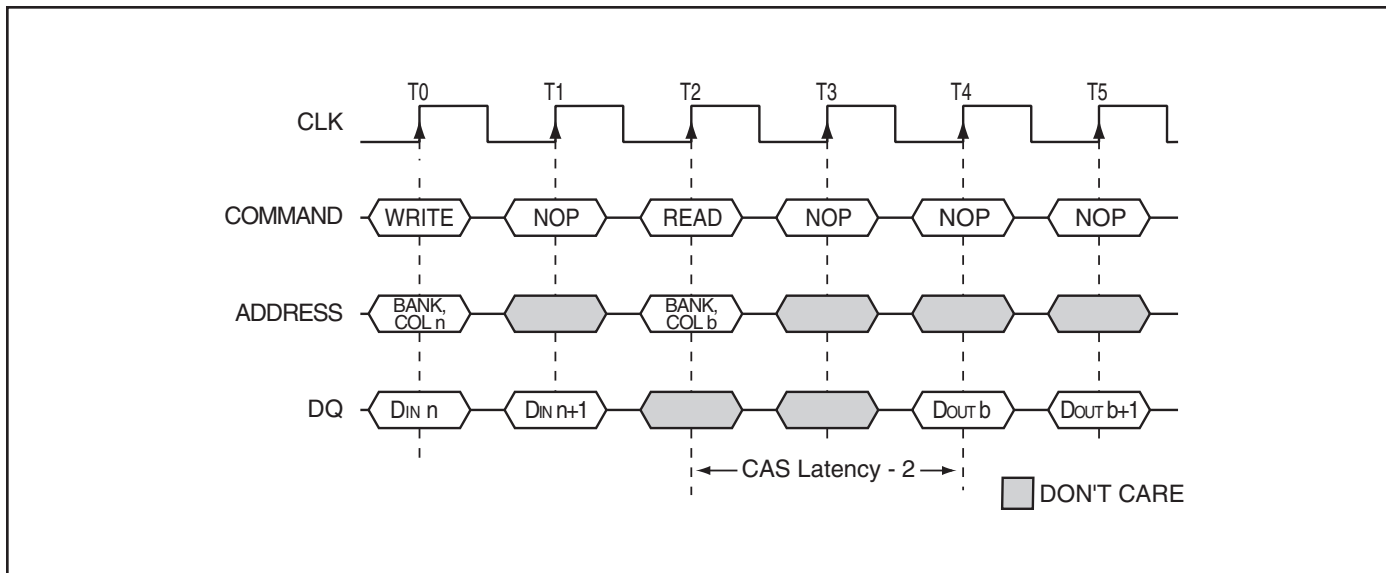 T0 T1 T2 T3 T4 T5
CLK
COMMAND WRITE NOP READ NOP NOP NOP
ADDRESS BANK, COL n BANK, COL b
DQ DIN n DIN n+1 DOUT b DOUT b+1
CAS Latency - 2
DON'T CARE